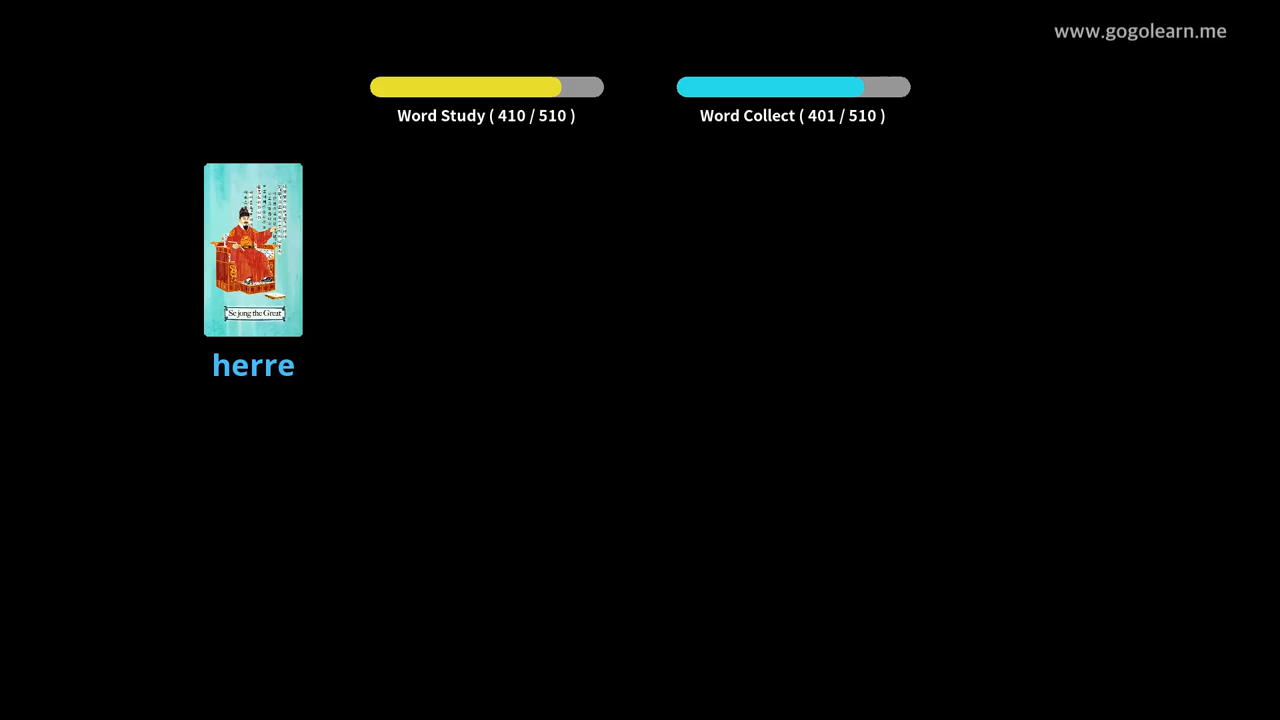 www.gogolearn.me
Word Study ( 410 / 510 )
Word Collect ( 401 / 510 )
Sejong the Great
herre